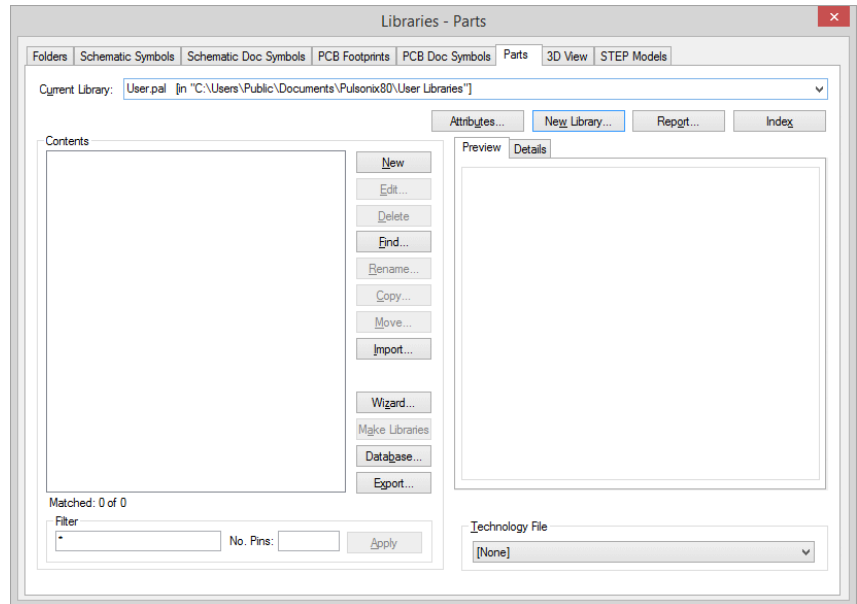 Libraries - Parts
Folders Schematic Symbols Schematic Doc Symbols PCB Footprints PCB Doc Symbols Parts 3D View STEP Models
Current Library: User.pal [in "C:\Users\Public\Documents\Pulsonix80\User Libraries"]
Attributes... New Library... Report... Index
Contents
New
Edit...
Delete
Find...
Rename...
Copy...
Move...
Import...
Wizard...
Make Libraries
Database...
Export...
Preview Details
Matched: 0 of 0
Filter
* No. Pins: Apply
Technology File
[None]